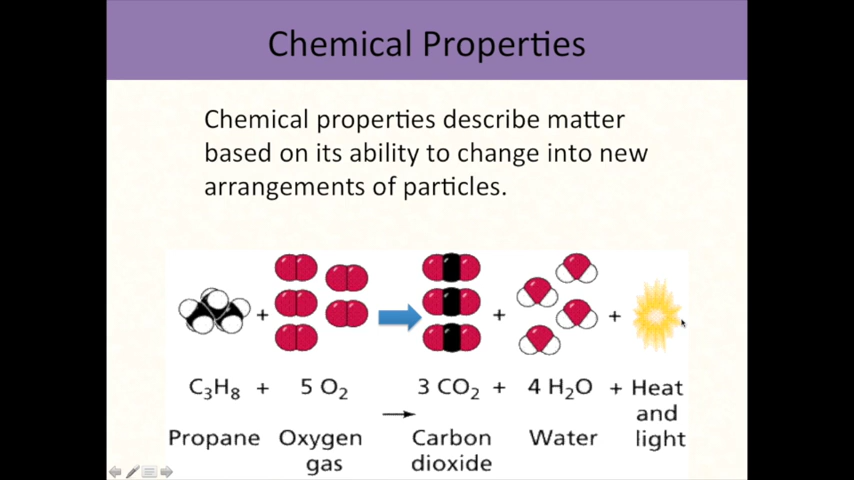 Chemical Properties
Chemical properties describe matter
based on its ability to change into new
arrangements of particles.
+ + +
C₃H₈ + 5 O₂ → 3 CO₂ + 4 H₂O + Heat and light
Propane Oxygen gas Carbon dioxide Water